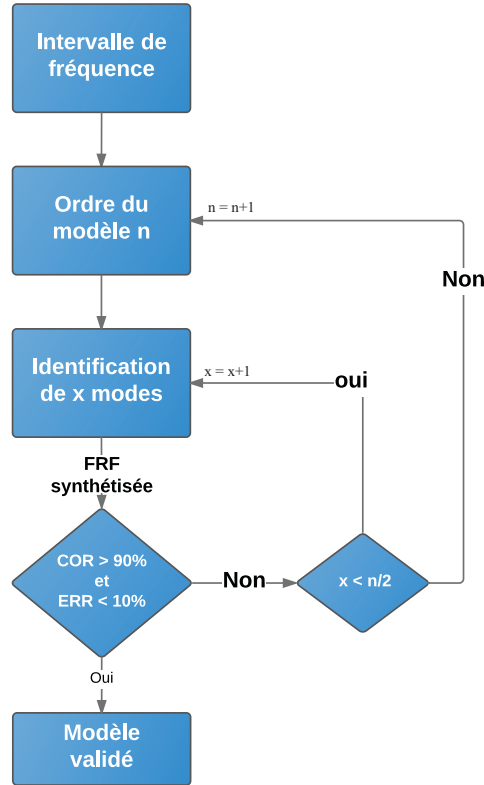 Intervalle de
fréquence
Ordre du
modèle n
n = n+1
Non
Identification
de x modes
x = x+1
oui
FRF
synthétisée
COR > 90%
et
ERR < 10%
Non
x < n/2
Oui
Modèle
validé